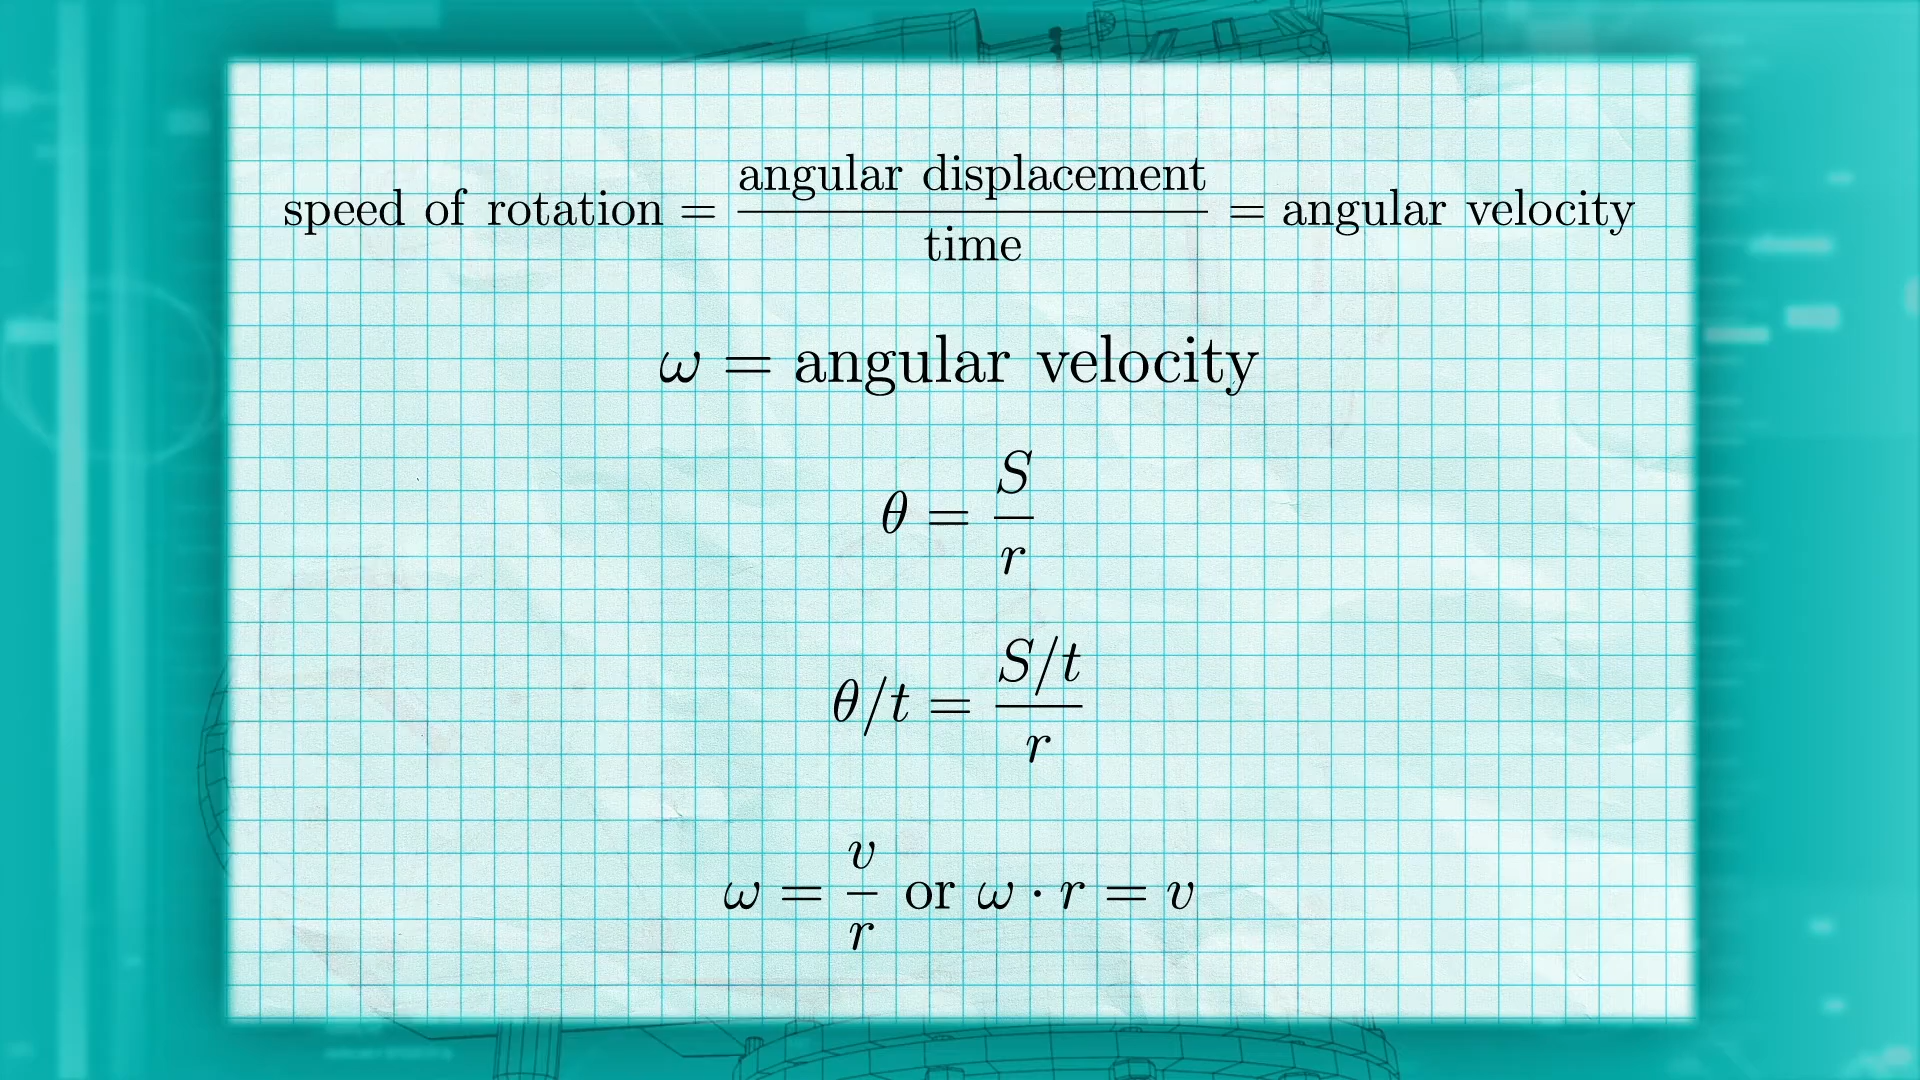 speed of rotation = angular displacement / time = angular velocity
ω = angular velocity
θ = S / r
θ/t = S/t / r
ω = v / r or ω · r = v